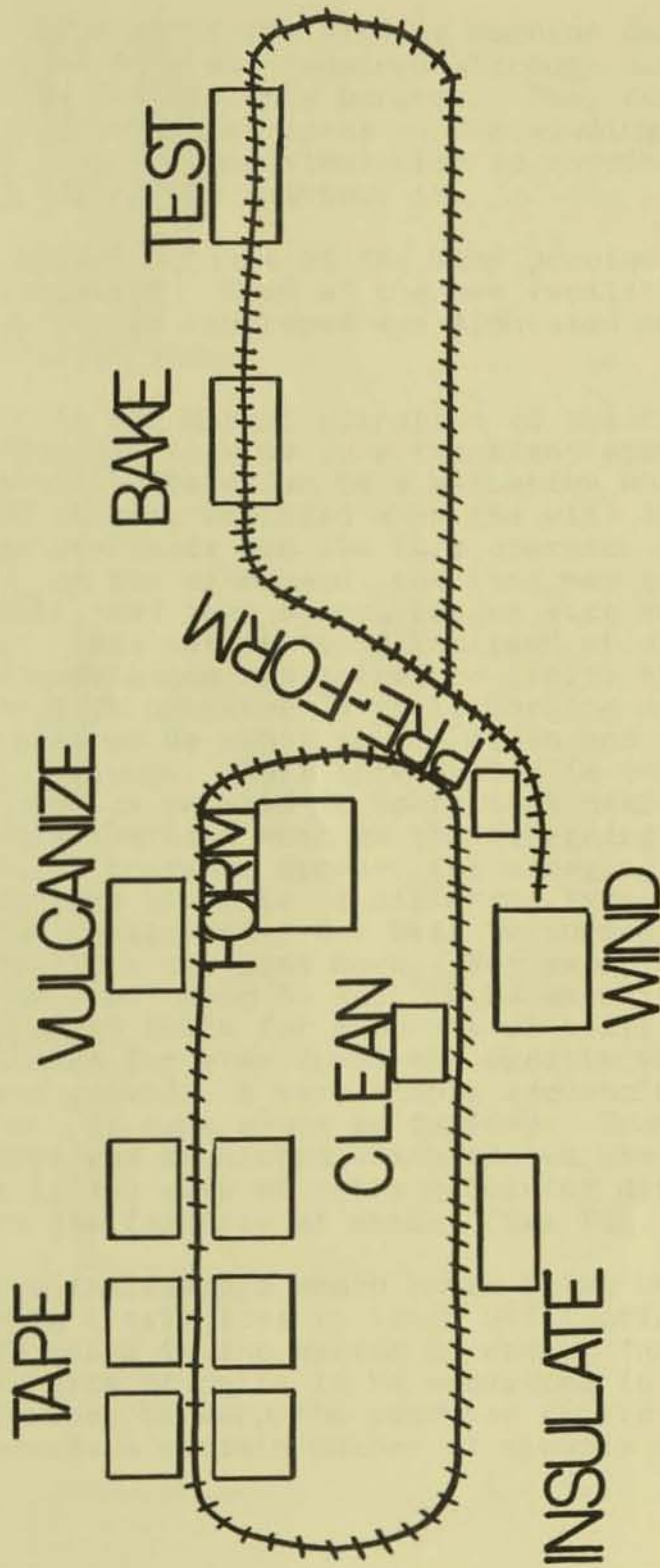 TAPE
VULCANIZE
BAKE
TEST
FORM
PRE-FORM
CLEAN
INSULATE
WIND